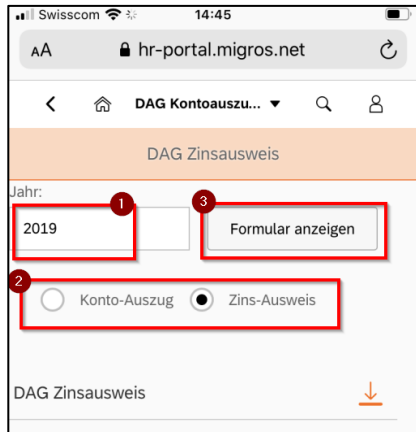 Swisscom 14:45
AA hr-portal.migros.net
DAG Kontoauszu... ▼
DAG Zinsausweis
Jahr:
1
3
2019 Formular anzeigen
2
Konto-Auszug Zins-Ausweis
DAG Zinsausweis